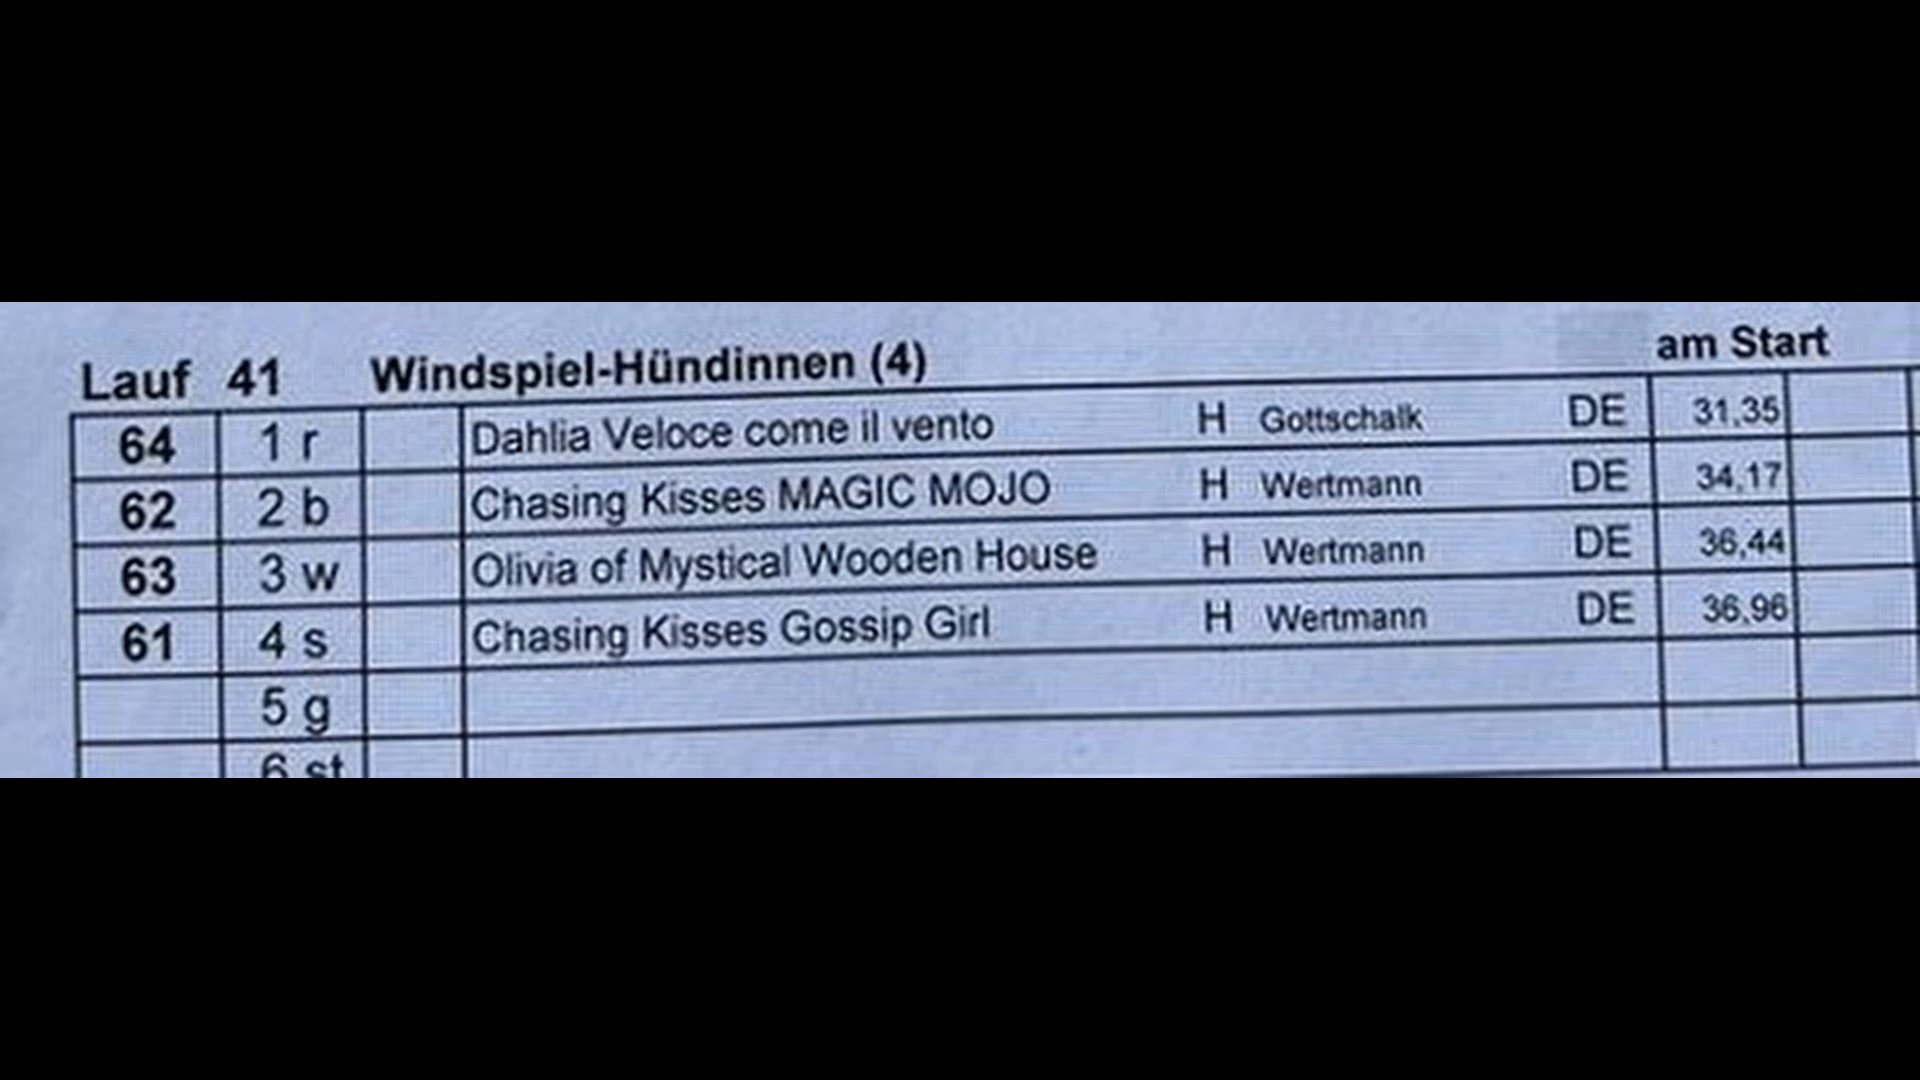 am Start
Lauf 41 Windspiel-Hündinnen (4)
64 1 r Dahlia Veloce come il vento H Gottschalk DE 31,35
62 2 b Chasing Kisses MAGIC MOJO H Wertmann DE 34,17
63 3 w Olivia of Mystical Wooden House H Wertmann DE 36,44
61 4 s Chasing Kisses Gossip Girl H Wertmann DE 36,96
5 g
6 st